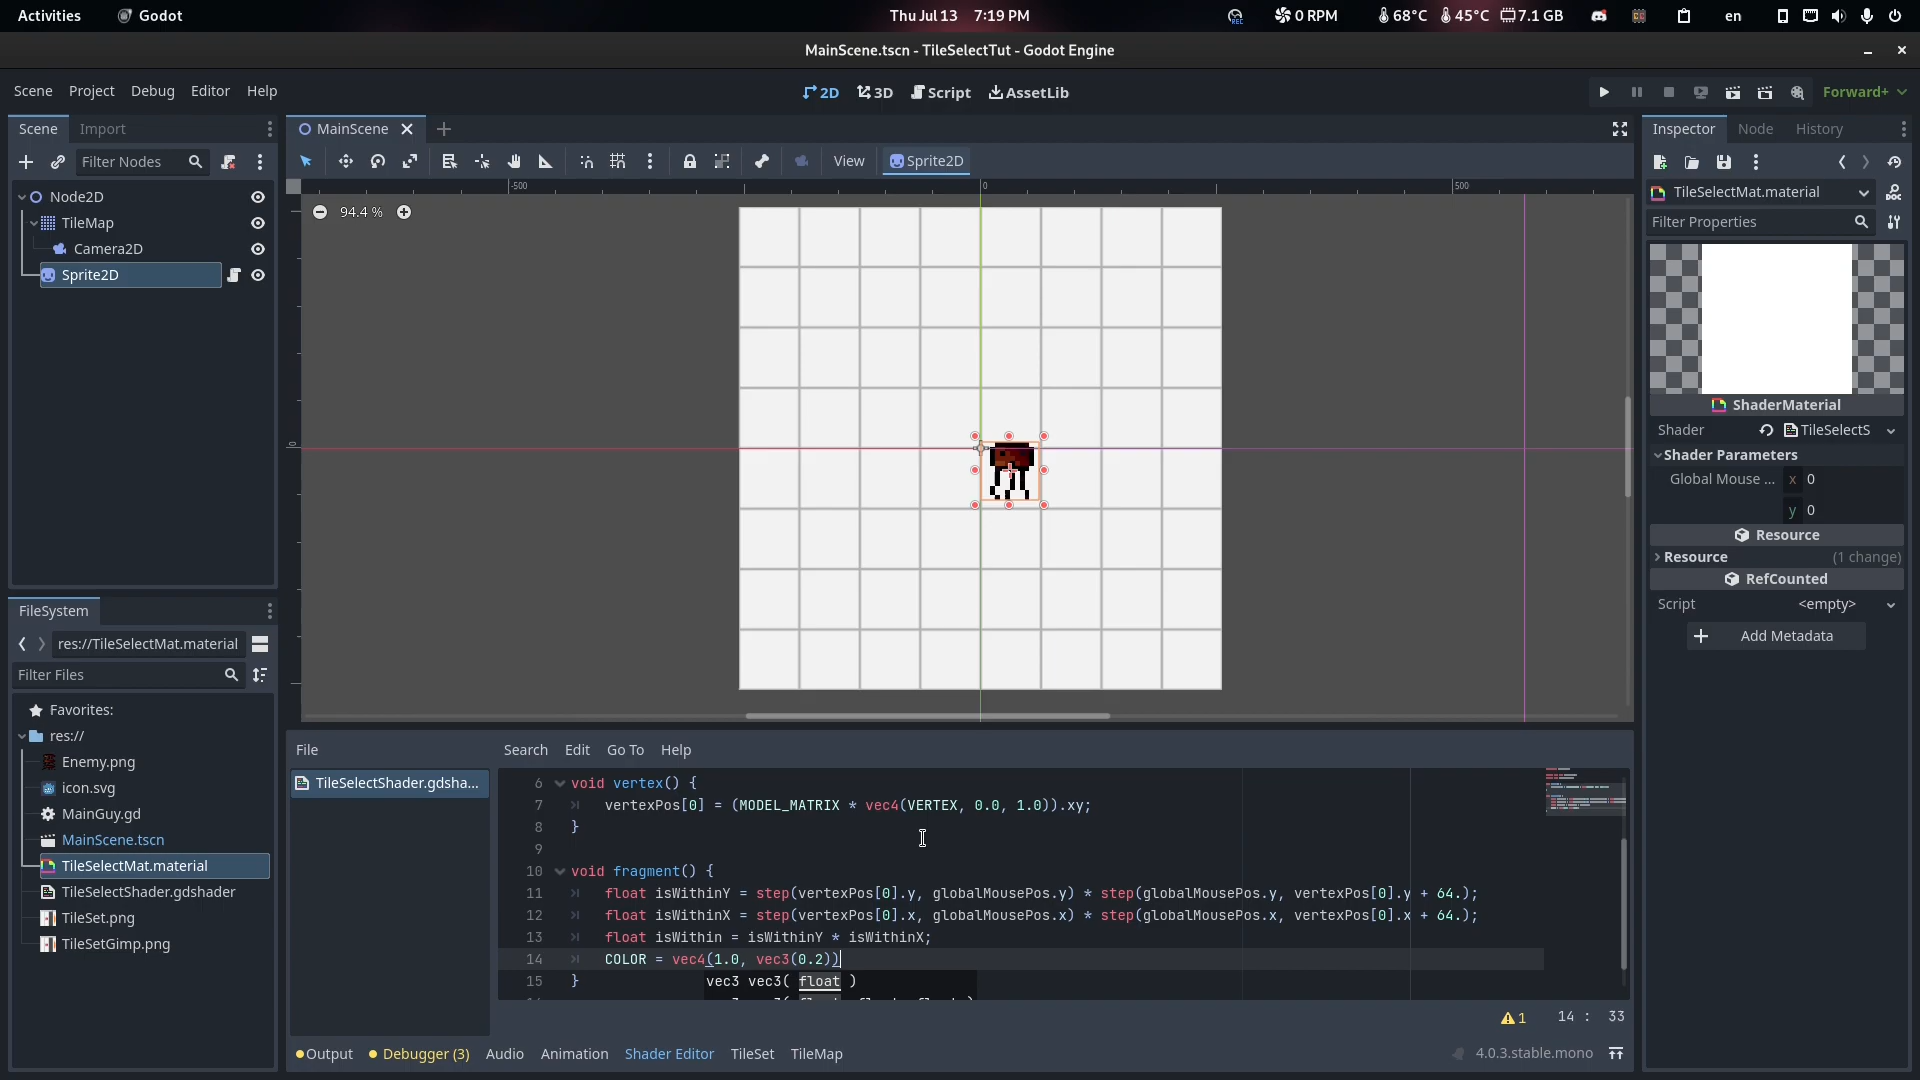 Activities Godot Thu Jul 13 7:19 PM REC 0 RPM 68°C 45°C 7.1 GB en
MainScene.tscn - TileSelectTut - Godot Engine
Scene Project Debug Editor Help 2D 3D Script AssetLib Forward+
Scene Import MainScene Inspector Node History
Filter Nodes View Sprite2D
-500 0 500
Node2D
TileMap
Camera2D
Sprite2D
94.4 %
0
TileSelectMat.material
Filter Properties
ShaderMaterial
Shader TileSelectS
Shader Parameters
Global Mouse ... x 0
y 0
Resource
Resource (1 change)
RefCounted
Script <empty>
Add Metadata
FileSystem
res://TileSelectMat.material
Filter Files
Favorites:
res://
Enemy.png
icon.svg
MainGuy.gd
MainScene.tscn
TileSelectMat.material
TileSelectShader.gdshader
TileSet.png
TileSetGimp.png
File Search Edit Go To Help
TileSelectShader.gdsha...
6 void vertex() {
7 vertexPos[0] = (MODEL_MATRIX * vec4(VERTEX, 0.0, 1.0)).xy;
8 }
9
10 void fragment() {
11 float isWithinY = step(vertexPos[0].y, globalMousePos.y) * step(globalMousePos.y, vertexPos[0].y + 64.);
12 float isWithinX = step(vertexPos[0].x, globalMousePos.x) * step(globalMousePos.x, vertexPos[0].x + 64.);
13 float isWithin = isWithinY * isWithinX;
14 COLOR = vec4(1.0, vec3(0.2))
15 }
vec3 vec3( float )
1 14 : 33
Output Debugger (3) Audio Animation Shader Editor TileSet TileMap 4.0.3.stable.mono